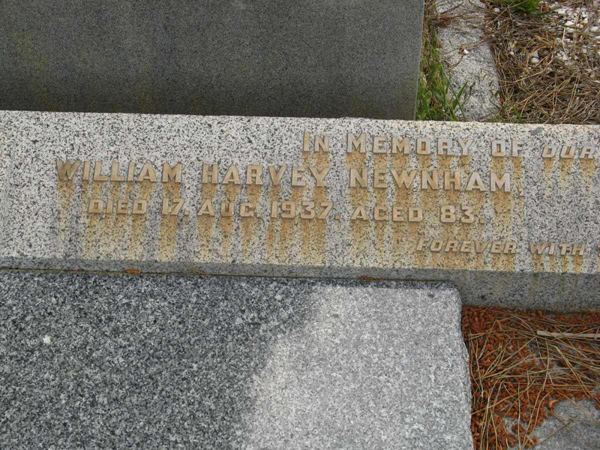 IN MEMORY OF OUR
WILLIAM HARVEY NEWNHAM
DIED 17. AUG. 1937. AGED 83.
FOREVER WITH